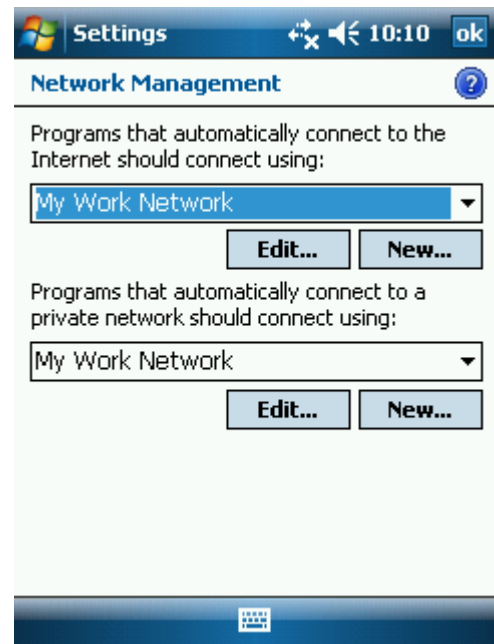 Settings 10:10 ok
Network Management
Programs that automatically connect to the
Internet should connect using:
My Work Network
Edit... New...
Programs that automatically connect to a
private network should connect using:
My Work Network
Edit... New...